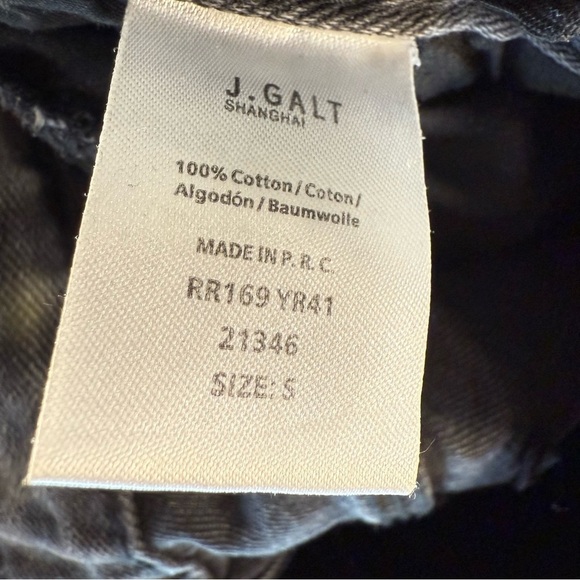 J.GALT
SHANGHAI
100% Cotton/Coton/
Algodón/Baumwolle
MADE IN P.R.C.
RR169 YR41
21346
SIZE: S